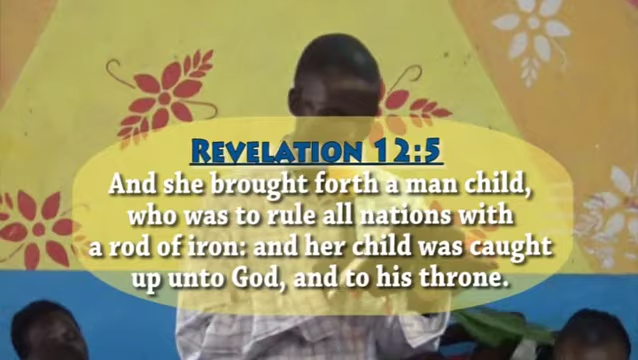 REVELATION 12:5
And she brought forth a man child,
who was to rule all nations with
a rod of iron: and her child was caught
up unto God, and to his throne.